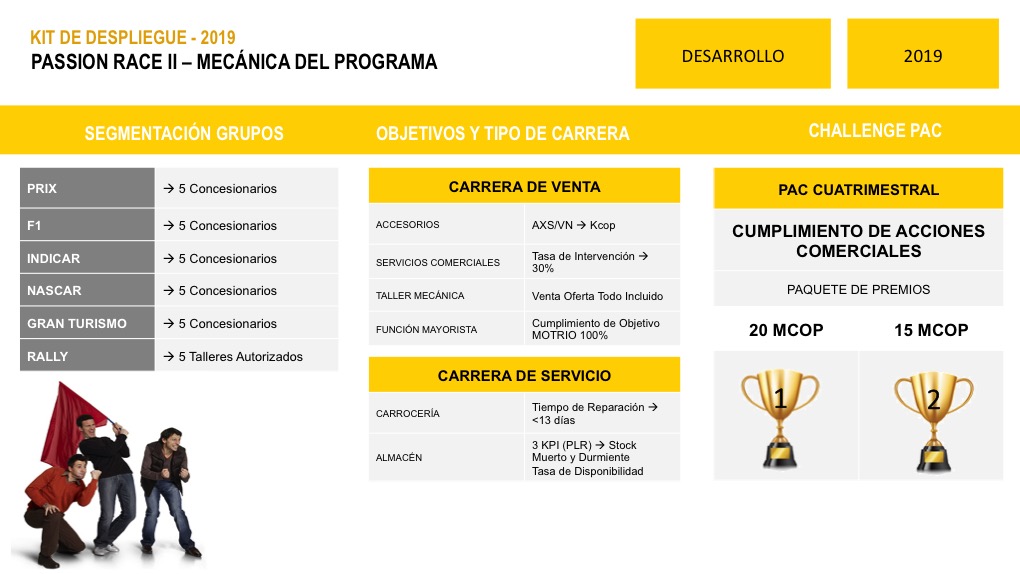 KIT DE DESPLIEGUE - 2019
PASSION RACE II – MECÁNICA DEL PROGRAMA
DESARROLLO
2019
SEGMENTACIÓN GRUPOS
OBJETIVOS Y TIPO DE CARRERA
CHALLENGE PAC
PRIX → 5 Concesionarios
F1 → 5 Concesionarios
INDICAR → 5 Concesionarios
NASCAR → 5 Concesionarios
GRAN TURISMO → 5 Concesionarios
RALLY → 5 Talleres Autorizados
CARRERA DE VENTA
ACCESORIOS AXS/VN → Kcop
SERVICIOS COMERCIALES Tasa de Intervención →
30%
TALLER MECÁNICA Venta Oferta Todo Incluido
FUNCIÓN MAYORISTA Cumplimiento de Objetivo
MOTRIO 100%
CARRERA DE SERVICIO
CARROCERÍA Tiempo de Reparación →
<13 días
ALMACÉN 3 KPI (PLR) → Stock
Muerto y Durmiente
Tasa de Disponibilidad
PAC CUATRIMESTRAL
CUMPLIMIENTO DE ACCIONES
COMERCIALES
PAQUETE DE PREMIOS
20 MCOP 15 MCOP
1 2